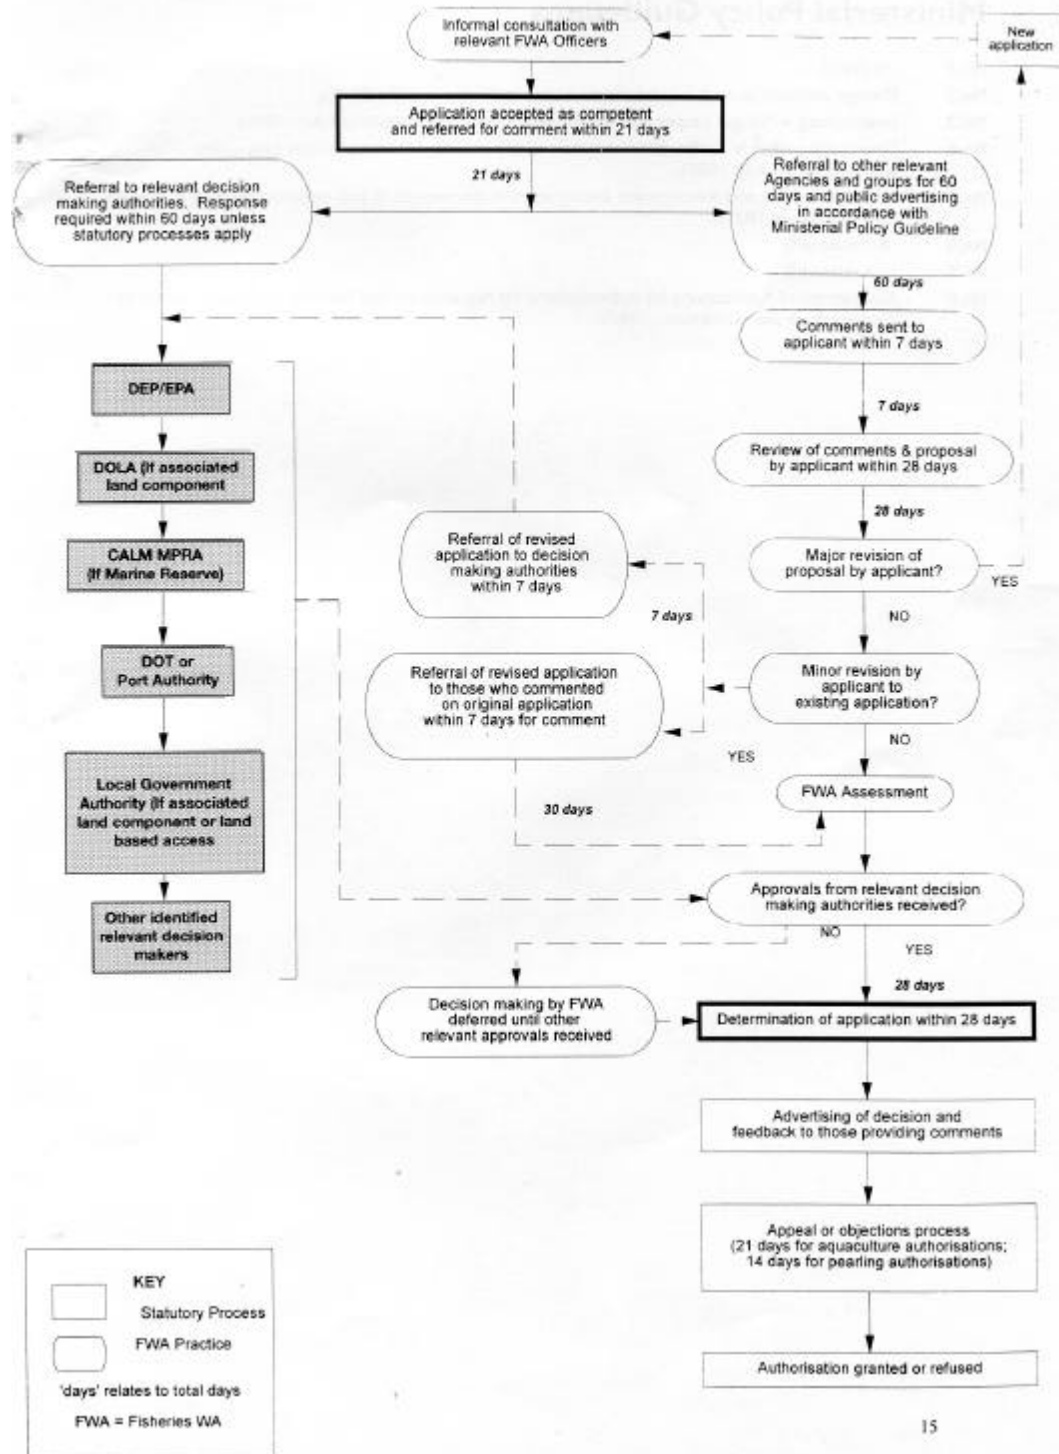 Ministerial Policy Guidelines
Informal consultation with
relevant FWA Officers
New
application
Application accepted as competent
and referred for comment within 21 days
21 days
Referral to relevant decision
making authorities. Response
required within 60 days unless
statutory processes apply
Referral to other relevant
Agencies and groups for 60
days and public advertising
in accordance with
Ministerial Policy Guideline
60 days
Comments sent to
applicant within 7 days
7 days
Review of comments & proposal
by applicant within 28 days
28 days
Major revision of
proposal by applicant?
YES
NO
DEP/EPA
DOLA (If associated
land component
CALM MPRA
(If Marine Reserve)
DOT or
Port Authority
Local Government
Authority (If associated
land component or land
based access
Other identified
relevant decision
makers
Referral of revised
application to decision
making authorities
within 7 days
7 days
Referral of revised application
to those who commented
on original application
within 7 days for comment
Minor revision by
applicant to
existing application?
NO
YES
30 days
FWA Assessment
Approvals from relevant decision
making authorities received?
NO
YES
28 days
Decision making by FWA
deferred until other
relevant approvals received
Determination of application within 28 days
Advertising of decision and
feedback to those providing comments
Appeal or objections process
(21 days for aquaculture authorisations;
14 days for pearling authorisations)
Authorisation granted or refused
KEY
Statutory Process
FWA Practice
'days' relates to total days
FWA = Fisheries WA
15